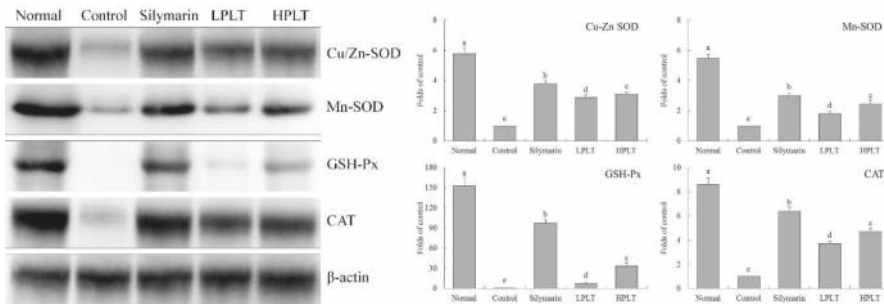 Normal Control Silymarin LPLT HPLT
Cu/Zn-SOD
Mn-SOD
GSH-Px
CAT
β-actin
Cu-Zn SOD
Folds of control
8
6
4
2
0
a
e
b
d
c
Normal Control Silymarin LPLT HPLT
Mn-SOD
Folds of control
8
6
4
2
0
a
e
b
d
c
Normal Control Silymarin LPLT HPLT
GSH-Px
Folds of control
180
150
120
90
60
30
0
a
e
b
d
c
Normal Control Silymarin LPLT HPLT
CAT
Folds of control
10
8
6
4
2
0
a
e
b
d
c
Normal Control Silymarin LPLT HPLT